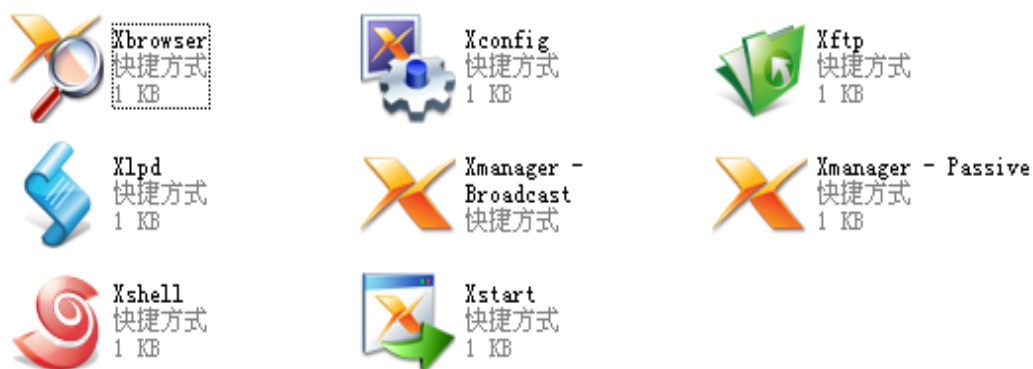 Xbrowser
快捷方式
1 KB
Xconfig
快捷方式
1 KB
Xftp
快捷方式
1 KB
Xlpd
快捷方式
1 KB
Xmanager -
Broadcast
快捷方式
Xmanager - Passive
快捷方式
1 KB
Xshell
快捷方式
1 KB
Xstart
快捷方式
1 KB